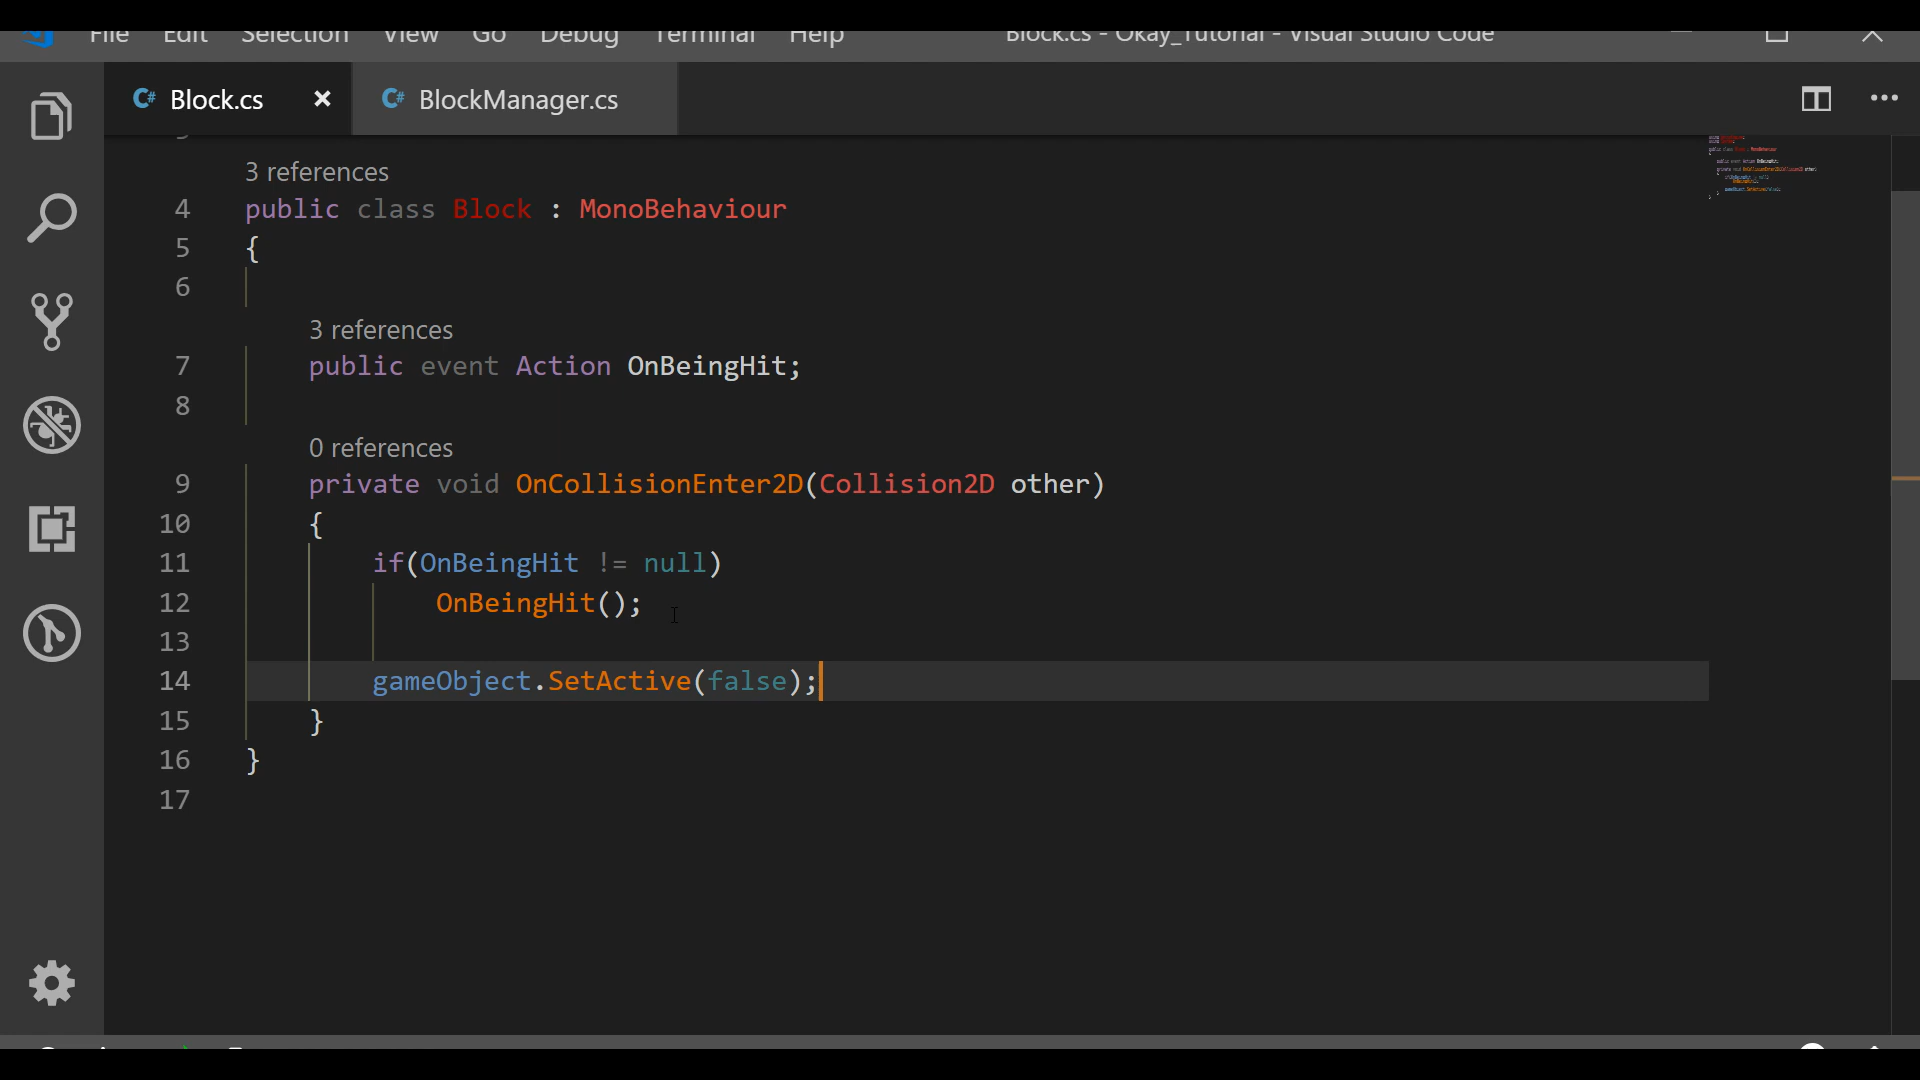 File Edit Selection View Go Debug Terminal Help Block.cs - Okay_Tutorial - Visual Studio Code
C# Block.cs × C# BlockManager.cs
3 references
4 public class Block : MonoBehaviour
5 {
6
3 references
7 public event Action OnBeingHit;
8
0 references
9 private void OnCollisionEnter2D(Collision2D other)
10 {
11 if(OnBeingHit != null)
12 OnBeingHit();
13
14 gameObject.SetActive(false);
15 }
16 }
17